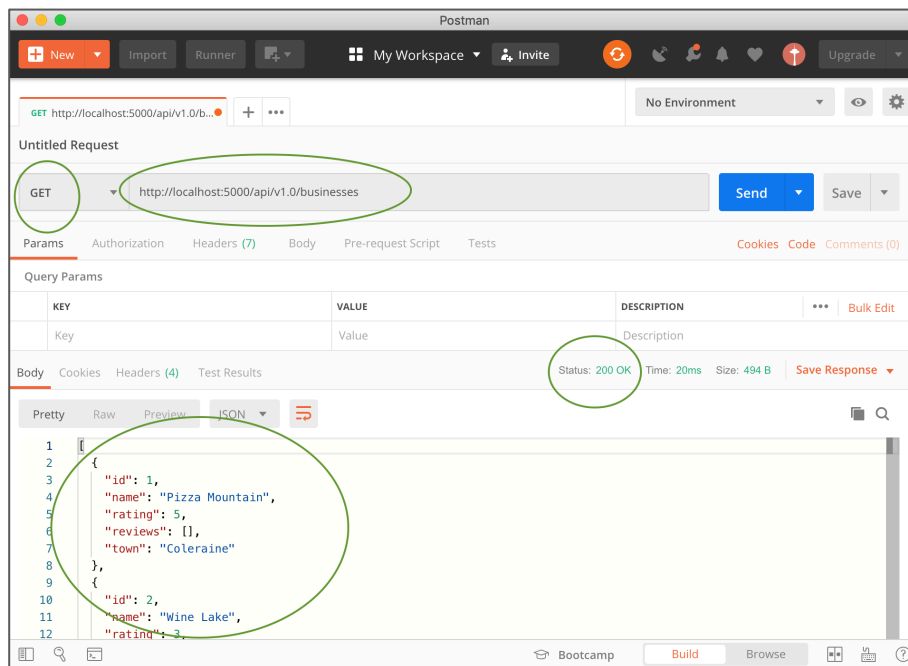 Postman
New Import Runner My Workspace Invite Upgrade
GET http://localhost:5000/api/v1.0/b... No Environment
Untitled Request
GET http://localhost:5000/api/v1.0/businesses Send Save
Params Authorization Headers (7) Body Pre-request Script Tests Cookies Code Comments (0)
Query Params
KEY VALUE DESCRIPTION ••• Bulk Edit
Key Value Description
Body Cookies Headers (4) Test Results Status: 200 OK Time: 20ms Size: 494 B Save Response
Pretty Raw Preview JSON
1 [
2 {
3 "id": 1,
4 "name": "Pizza Mountain",
5 "rating": 5,
6 "reviews": [],
7 "town": "Coleraine"
8 },
9 {
10 "id": 2,
11 "name": "Wine Lake",
12 "rating": 3,
Bootcamp Build Browse